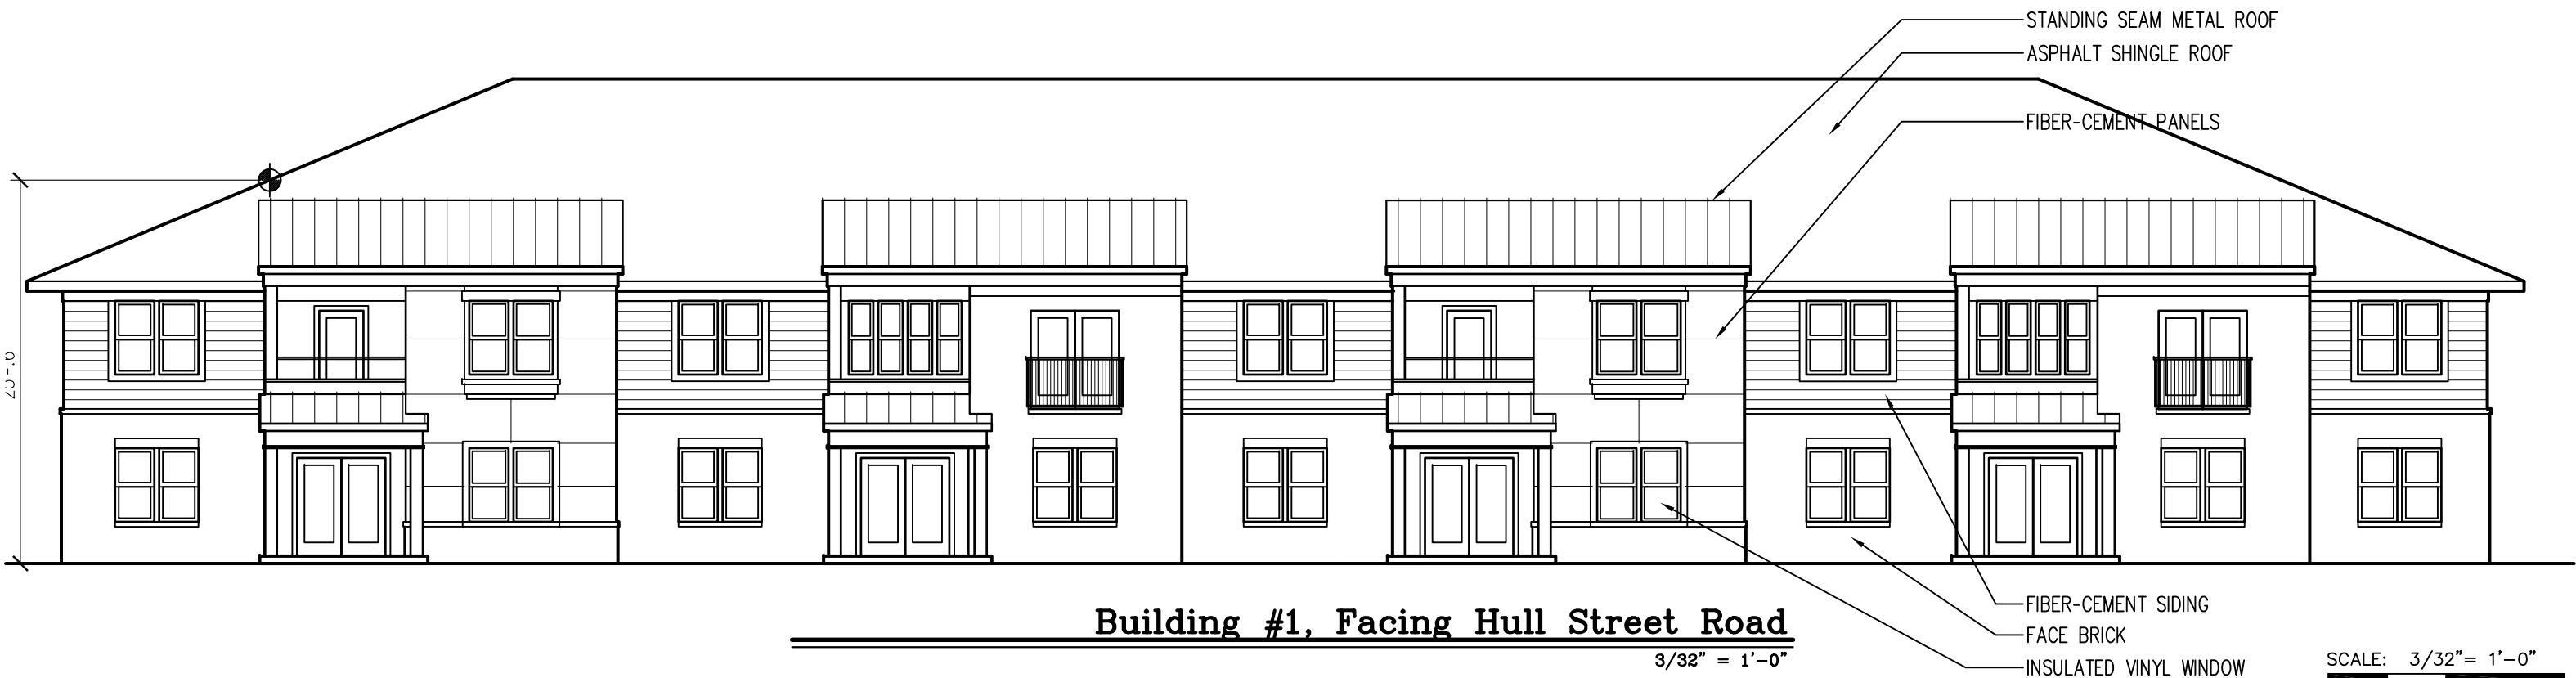 STANDING SEAM METAL ROOF
ASPHALT SHINGLE ROOF
FIBER-CEMENT PANELS
Building #1, Facing Hull Street Road
3/32" = 1'-0"
FIBER-CEMENT SIDING
FACE BRICK
INSULATED VINYL WINDOW
SCALE: 3/32"= 1'-0"